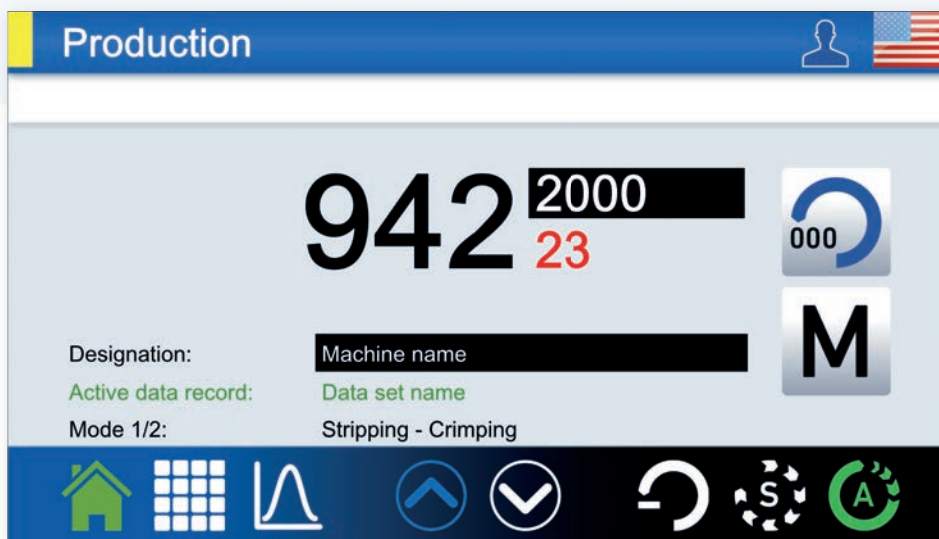 Production
942 2000
23
000
M
Designation: Machine name
Active data record: Data set name
Mode 1/2: Stripping - Crimping
S A